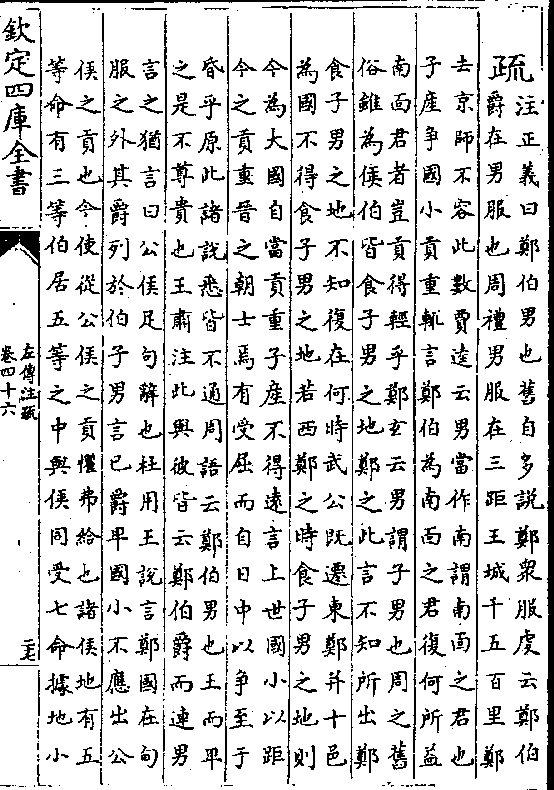 疏 注正義曰鄭伯男也舊自多說鄭衆服虔云鄭伯
爵在男服也周禮男服在三距王城千五百里鄭
去京師不容此數賈逵云男當作南謂南面之君也
子產爭國小貢重輒言鄭伯為南面之君復何所益
南面君者豈貢得輕乎鄭玄云男謂子男也周之舊
俗雖為侯伯皆食子男之地鄭之此言不知所出鄭
食子男之地不知復在何時武公既遷東鄭并十邑
為國不得食子男之地若西鄭之時食子男之地則
今為大國自當貢重子產不得遠言上世國小以距
今之貢重晉之朝士焉有受屈而自日中以爭至于
昏乎原此諸說悉皆不通周語云鄭伯男也王而卑
之是不尊貴也王肅注此與彼皆云鄭伯爵而連男
言之猶言曰公侯足句辭也杜用王說言鄭國在甸
服之外其爵列於伯子男言已爵卑國小不應出公
侯之貢也今使從公侯之貢懼弗給也諸侯地有五
等命有三等伯居五等之中與侯同受七命據地小
欽定四庫全書
左傳注疏
卷四十六
二七